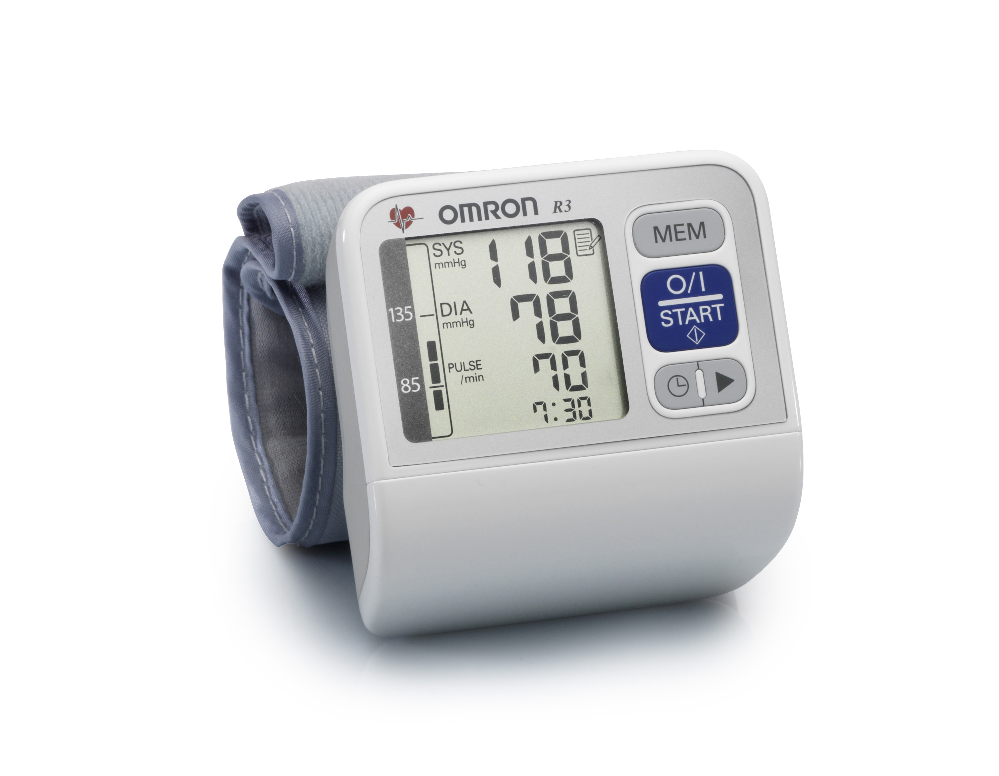 OMRON R3
SYS
mmHg
118
135
DIA
mmHg
78
85
PULSE
/min
70
7:30
MEM
O/I
START